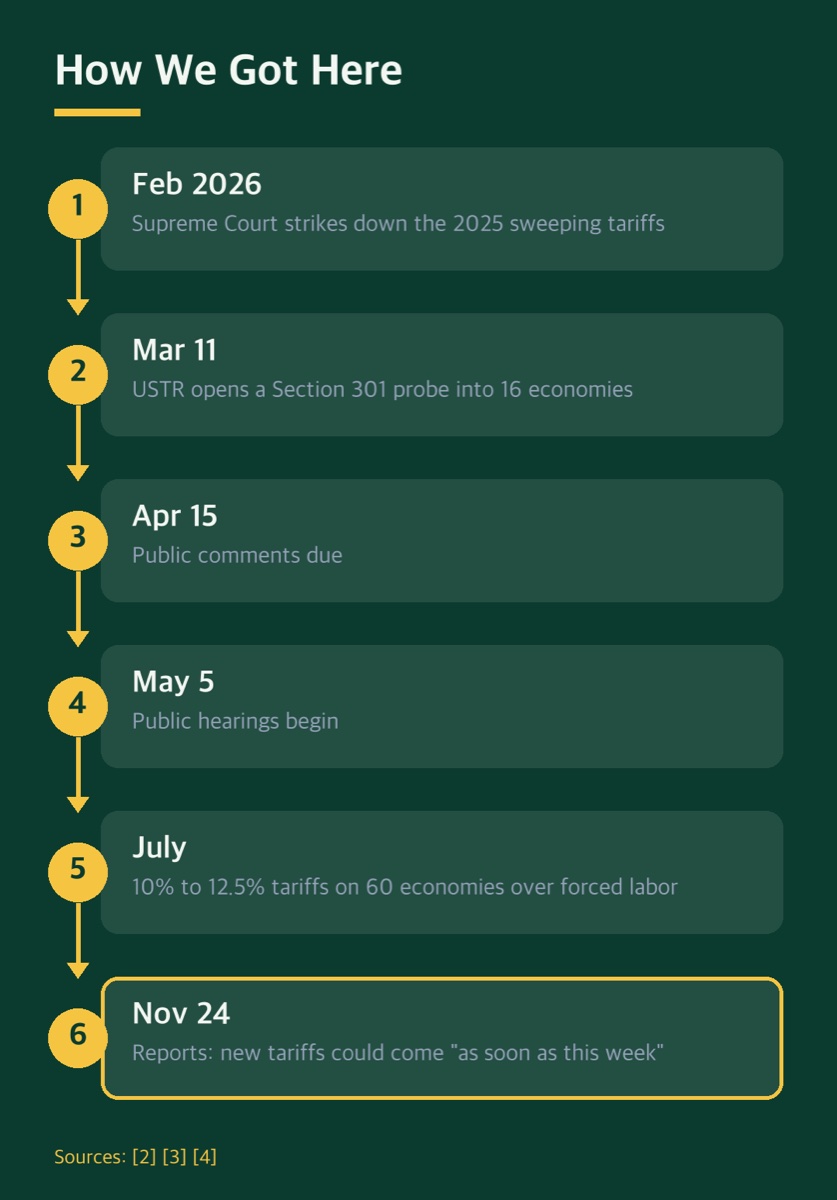 How We Got Here
1
Feb 2026
Supreme Court strikes down the 2025 sweeping tariffs
2
Mar 11
USTR opens a Section 301 probe into 16 economies
3
Apr 15
Public comments due
4
May 5
Public hearings begin
5
July
10% to 12.5% tariffs on 60 economies over forced labor
6
Nov 24
Reports: new tariffs could come "as soon as this week"
Sources: [2] [3] [4]